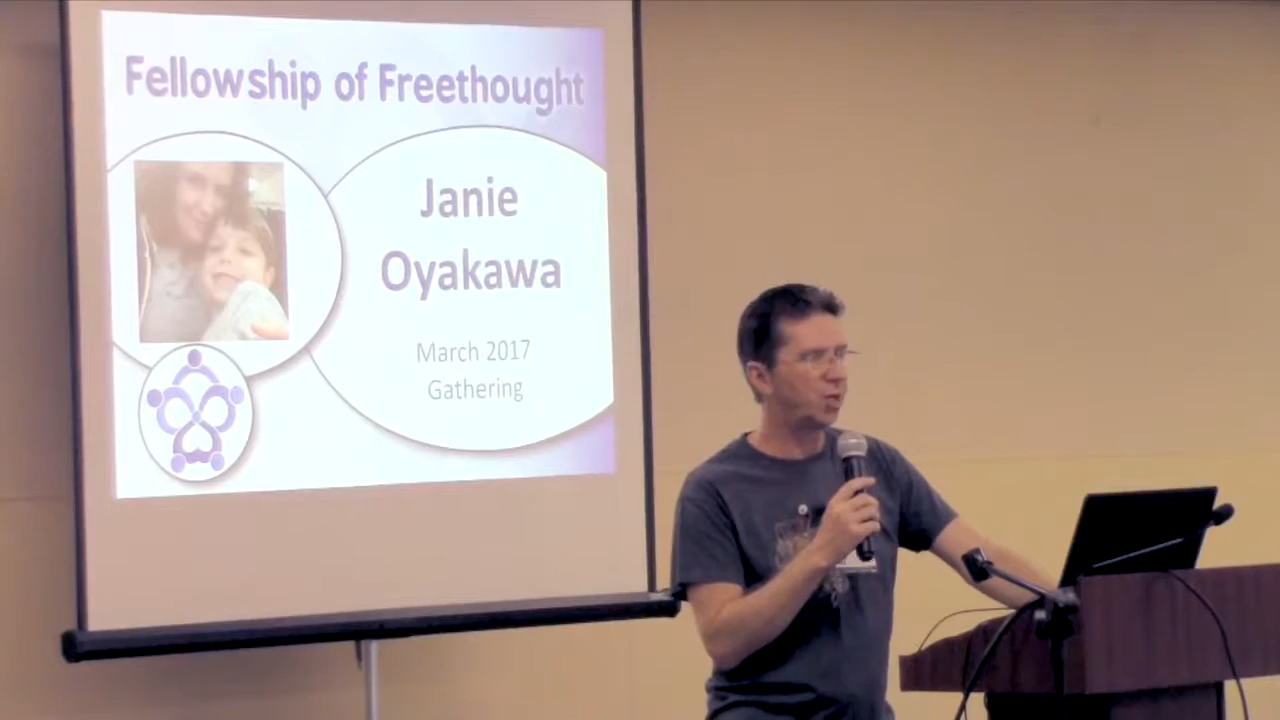 Fellowship of Freethought
Janie
Oyakawa
March 2017
Gathering